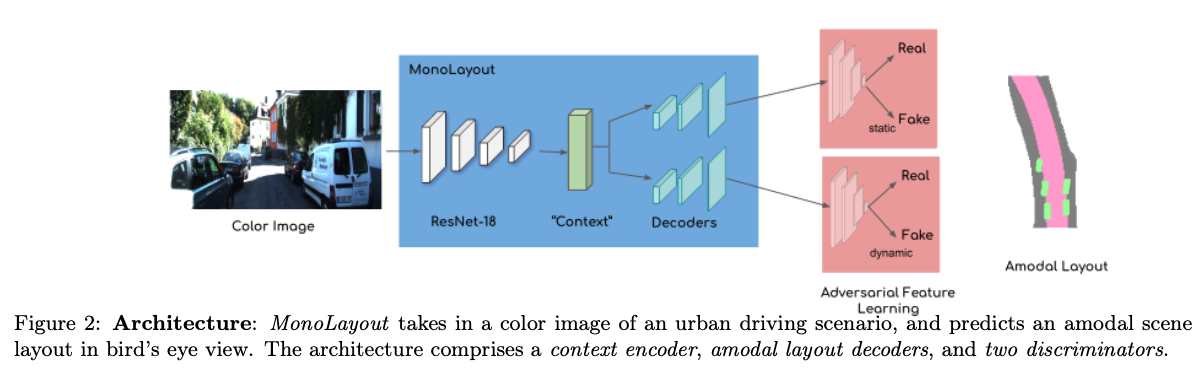 MonoLayout
Real
Fake
static
Real
Fake
dynamic
Color Image
ResNet-18
"Context"
Decoders
Amodal Layout
Adversarial Feature
Learning
Figure 2: Architecture: MonoLayout takes in a color image of an urban driving scenario, and predicts an amodal scene
layout in bird's eye view. The architecture comprises a context encoder, amodal layout decoders, and two discriminators.